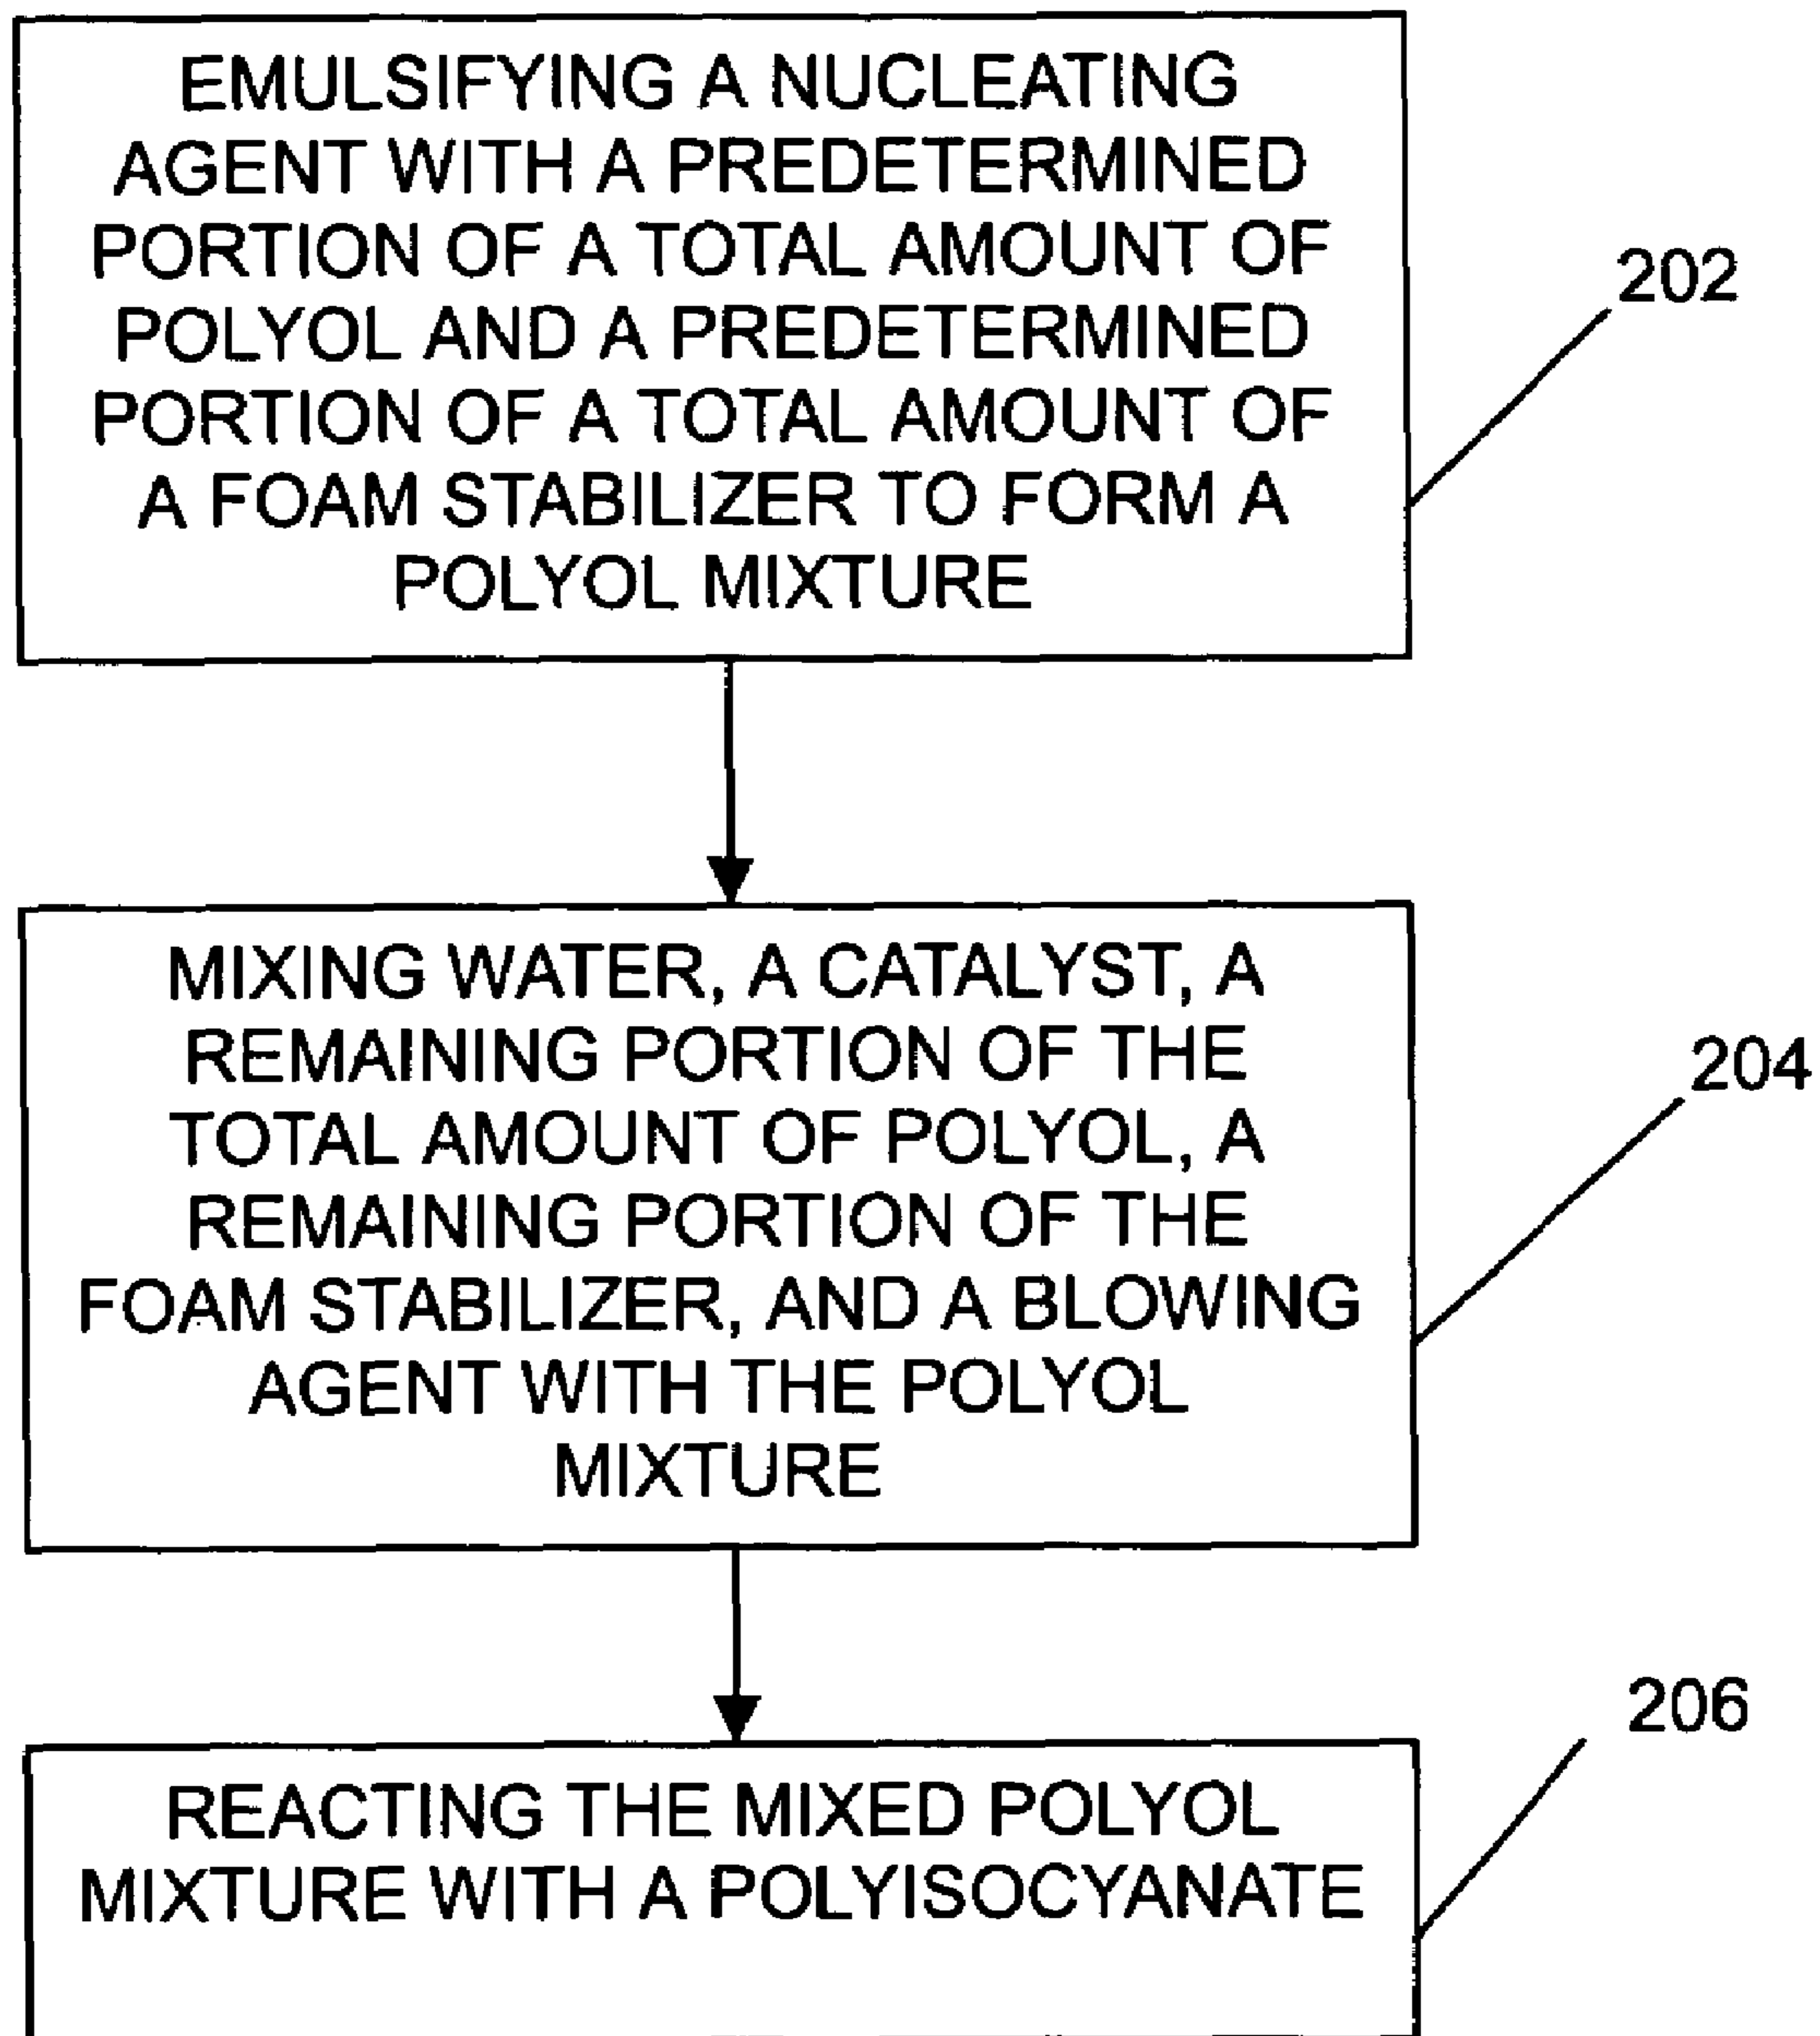 EMULSIFYING A NUCLEATING
AGENT WITH A PREDETERMINED
PORTION OF A TOTAL AMOUNT OF
POLYOL AND A PREDETERMINED
PORTION OF A TOTAL AMOUNT OF
A FOAM STABILIZER TO FORM A
POLYOL MIXTURE
202
MIXING WATER, A CATALYST, A
REMAINING PORTION OF THE
TOTAL AMOUNT OF POLYOL, A
REMAINING PORTION OF THE
FOAM STABILIZER, AND A BLOWING
AGENT WITH THE POLYOL
MIXTURE
204
REACTING THE MIXED POLYOL
MIXTURE WITH A POLYISOCYANATE
206